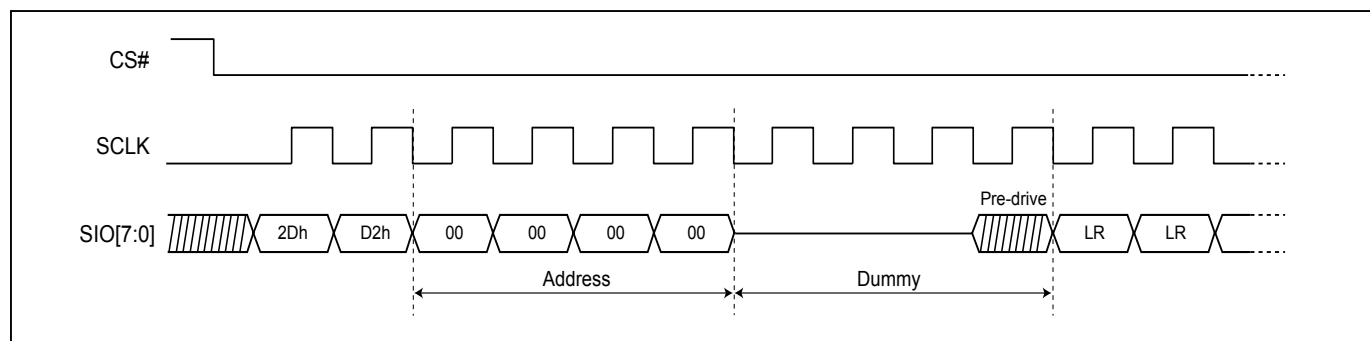 CS#
SCLK
Pre-drive
SIO[7:0] 2Dh D2h 00 00 00 00 LR LR
Address Dummy